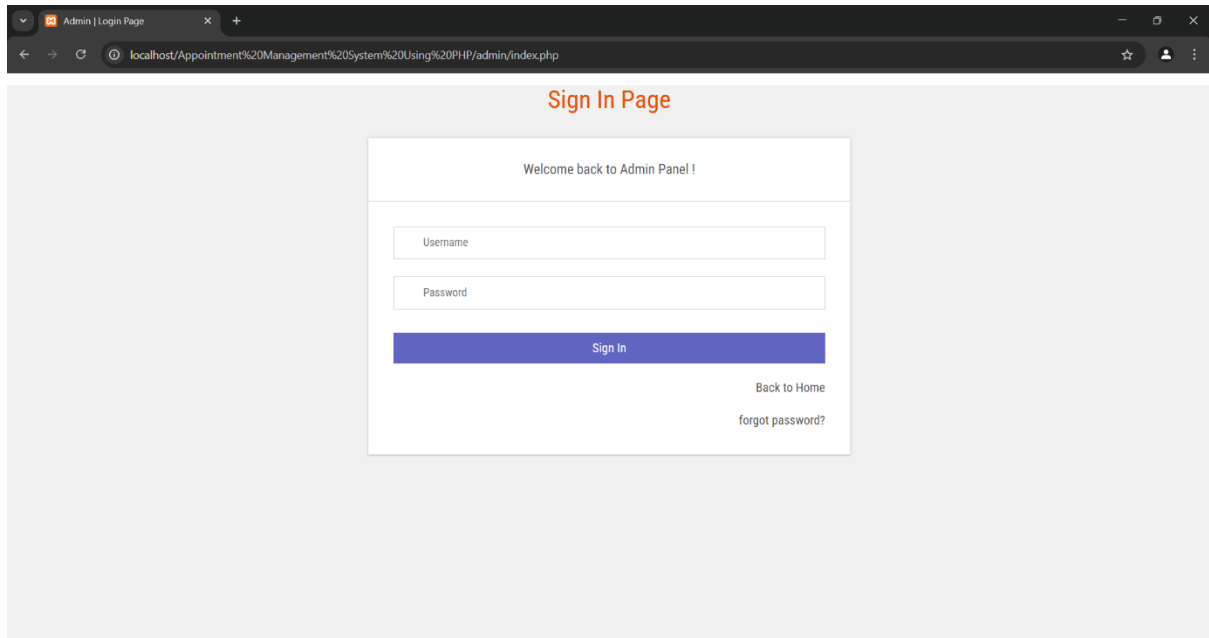 Admin | Login Page
localhost/Appointment%20Management%20System%20Using%20PHP/admin/index.php
Sign In Page
Welcome back to Admin Panel !
Username
Password
Sign In
Back to Home
forgot password?